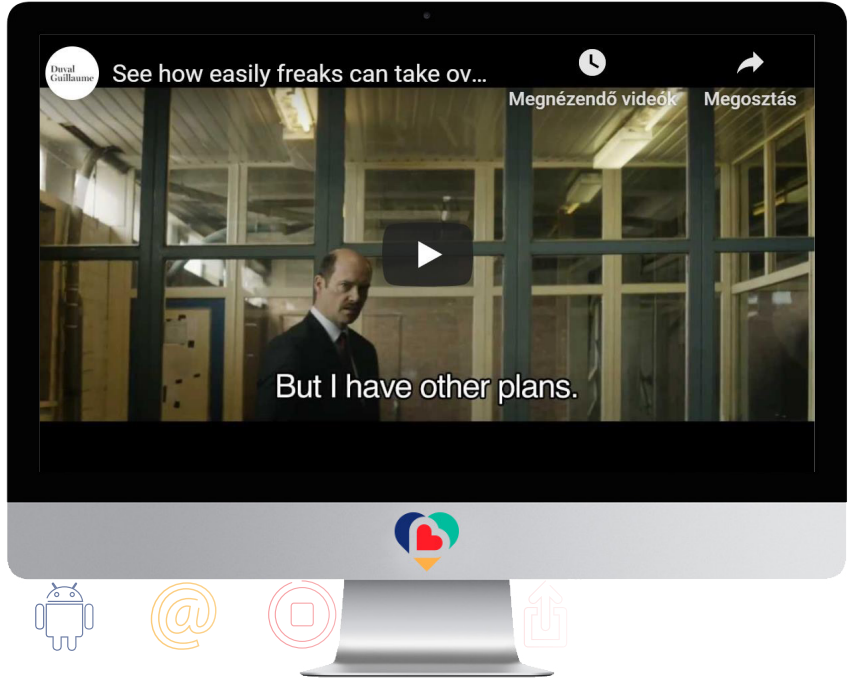 Duval
Guillaume
See how easily freaks can take ov...
Megnézendő videók
Megosztás
But I have other plans.
@